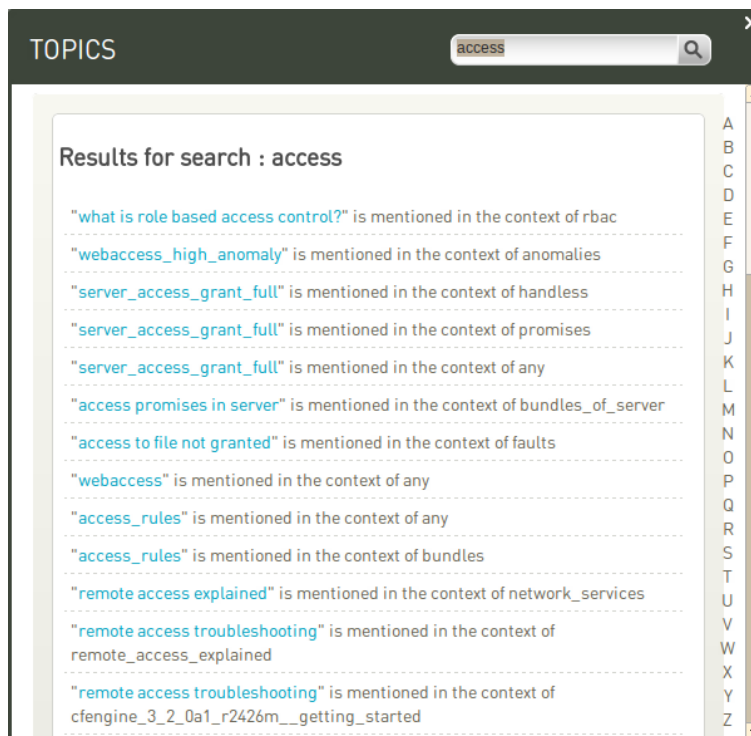 TOPICS
access
Results for search : access
"what is role based access control?" is mentioned in the context of rbac
"webaccess_high_anomaly" is mentioned in the context of anomalies
"server_access_grant_full" is mentioned in the context of handless
"server_access_grant_full" is mentioned in the context of promises
"server_access_grant_full" is mentioned in the context of any
"access promises in server" is mentioned in the context of bundles_of_server
"access to file not granted" is mentioned in the context of faults
"webaccess" is mentioned in the context of any
"access_rules" is mentioned in the context of any
"access_rules" is mentioned in the context of bundles
"remote access explained" is mentioned in the context of network_services
"remote access troubleshooting" is mentioned in the context of
remote_access_explained
"remote access troubleshooting" is mentioned in the context of
cfengine_3_2_0a1_r2426m__getting_started
A
B
C
D
E
F
G
H
I
J
K
L
M
N
O
P
Q
R
S
T
U
V
W
X
Y
Z